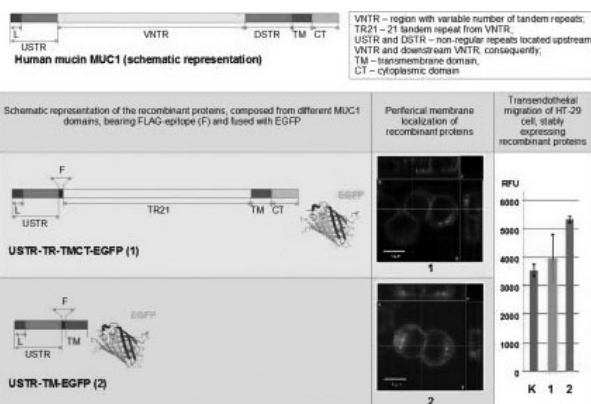 L
USTR
VNTR
DSTR
TM
CT
Human mucin MUC1 (schematic representation)
VNTR – region with variable number of tandem repeats;
TR21 – 21 tandem repeat from VNTR;
USTR and DSTR – non-regular repeats located upstream
VNTR and downstream VNTR, consequently;
TM – transmembrane domain,
CT – cytoplasmic domain
Schematic representation of the recombinant proteins, composed from different MUC1
domains, bearing FLAG-epitope (F) and fused with EGFP
Periferical membrane
localization of
recombinant proteins
Transendothelial
migration of HT-29
cell, stably
expressing
recombinant proteins
F
L
USTR
TR21
TM
CT
EGFP
USTR-TR-TMCT-EGFP (1)
1
F
L
USTR
TM
EGFP
USTR-TM-EGFP (2)
2
RFU
6000
5000
4000
3000
2000
1000
0
K 1 2